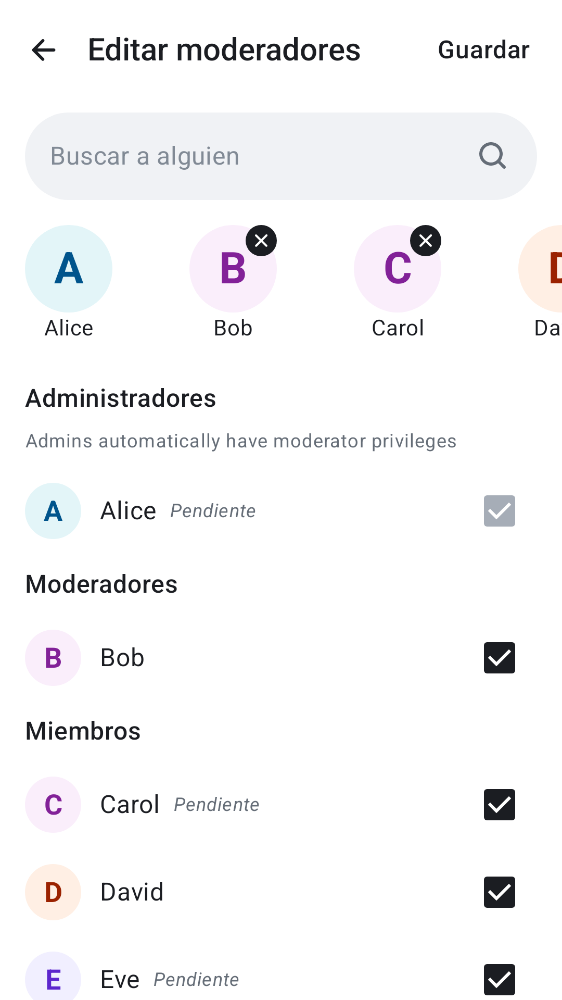 Editar moderadores
Guardar
Buscar a alguien
A
B
C
D
Alice
Bob
Carol
Da
Administradores
Admins automatically have moderator privileges
A Alice Pendiente
Moderadores
B Bob
Miembros
C Carol Pendiente
D David
E Eve Pendiente